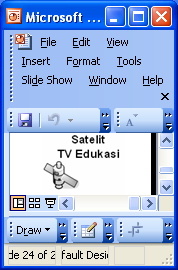 Microsoft ...
File Edit View
Insert Format Tools
Slide Show Window Help
Satelit
TV Edukasi
Draw
de 24 of 2 fault Desi